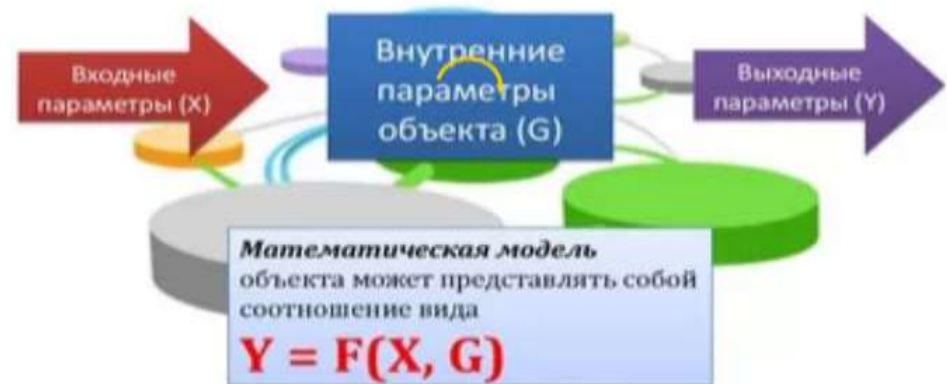 Входные
параметры (X)
Внутренние
параметры
объекта (G)
Выходные
параметры (Y)
Математическая модель
объекта может представлять собой
соотношение вида
Y = F(X, G)